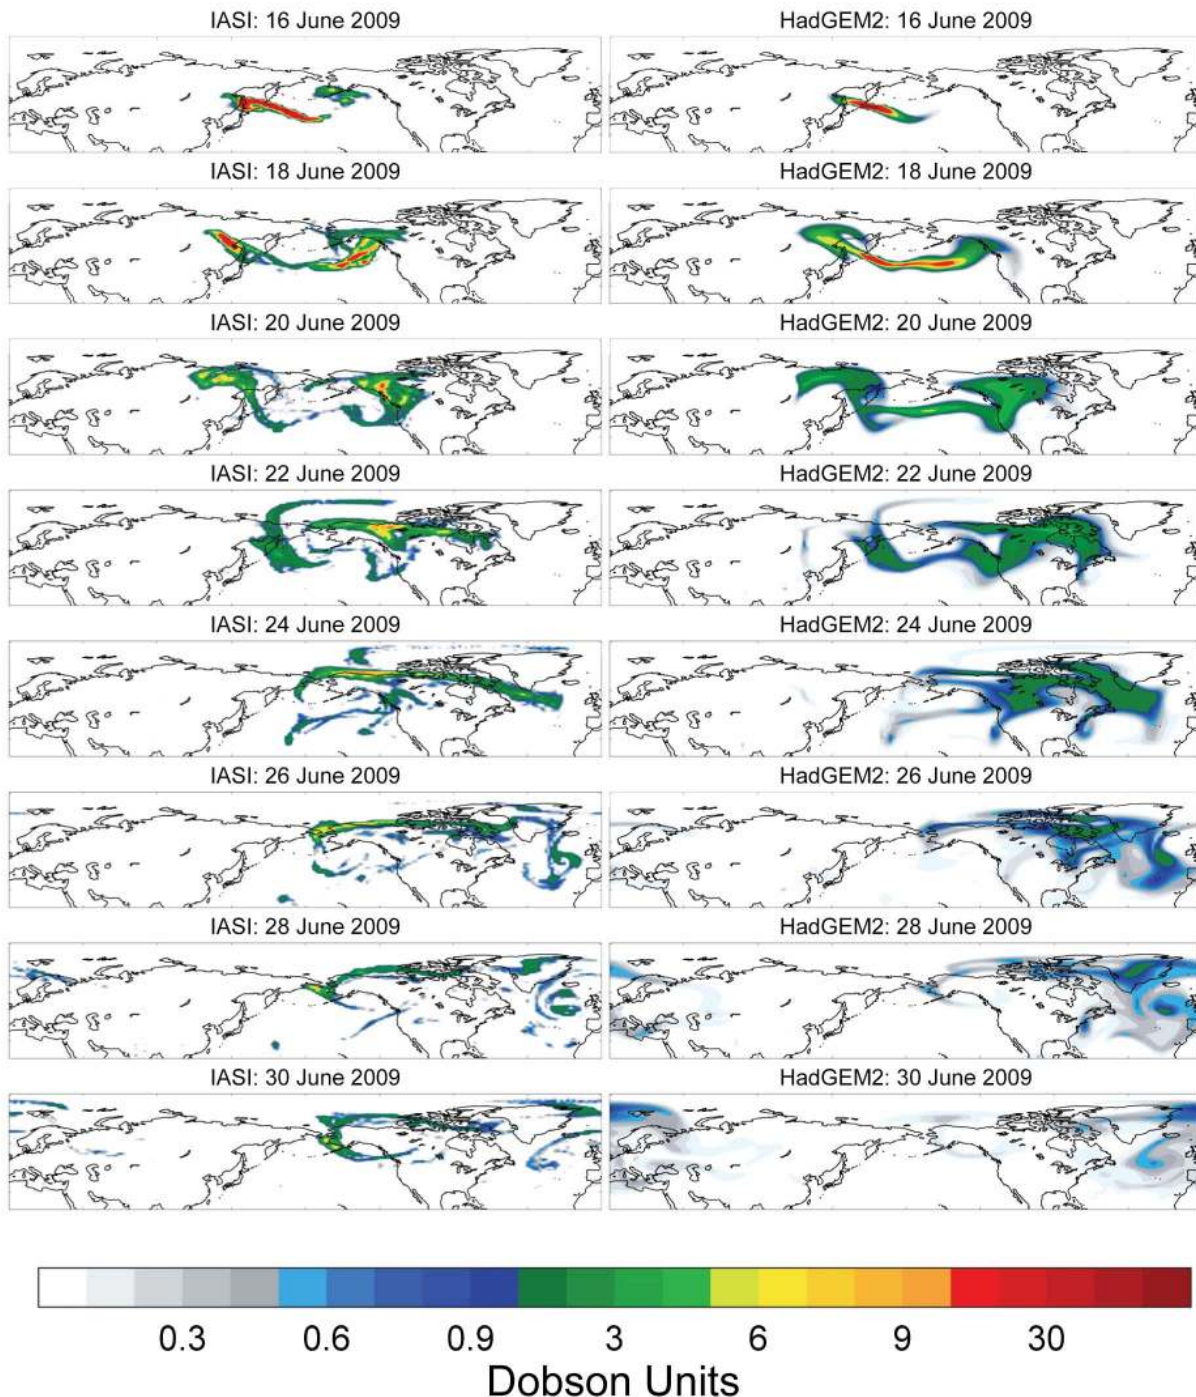 IASI: 16 June 2009 HadGEM2: 16 June 2009
IASI: 18 June 2009 HadGEM2: 18 June 2009
IASI: 20 June 2009 HadGEM2: 20 June 2009
IASI: 22 June 2009 HadGEM2: 22 June 2009
IASI: 24 June 2009 HadGEM2: 24 June 2009
IASI: 26 June 2009 HadGEM2: 26 June 2009
IASI: 28 June 2009 HadGEM2: 28 June 2009
IASI: 30 June 2009 HadGEM2: 30 June 2009
0.3 0.6 0.9 3 6 9 30
Dobson Units